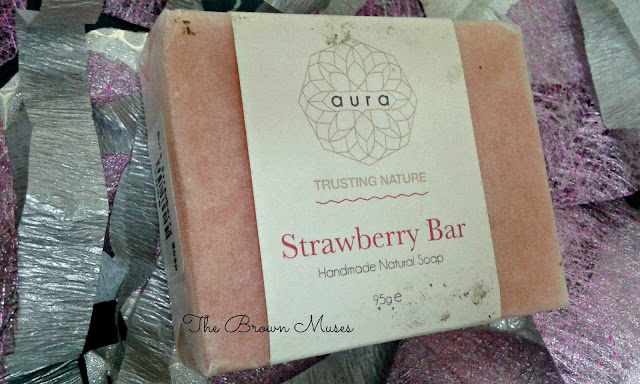 aura
TRUSTING NATURE
Strawberry Bar
Handmade Natural Soap
95g e
The Brown Muses